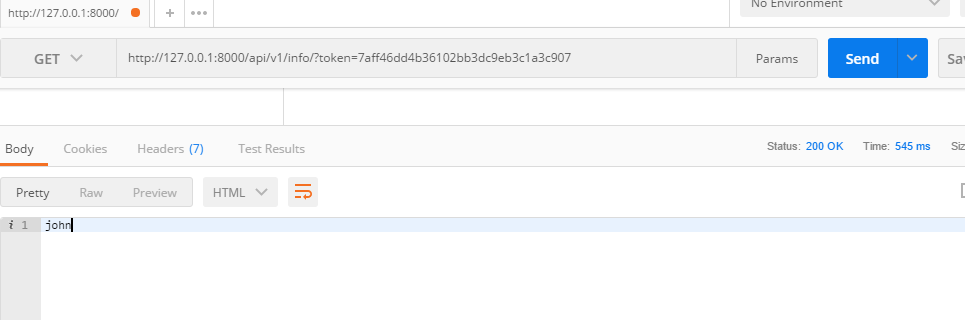 http://127.0.0.1:8000/
+
•••
No Environment
GET
http://127.0.0.1:8000/api/v1/info/?token=7aff46dd4b36102bb3dc9eb3c1a3c907
Params
Send
Sav
Body
Cookies
Headers (7)
Test Results
Status: 200 OK
Time: 545 ms
Siz
Pretty
Raw
Preview
HTML
i 1 john